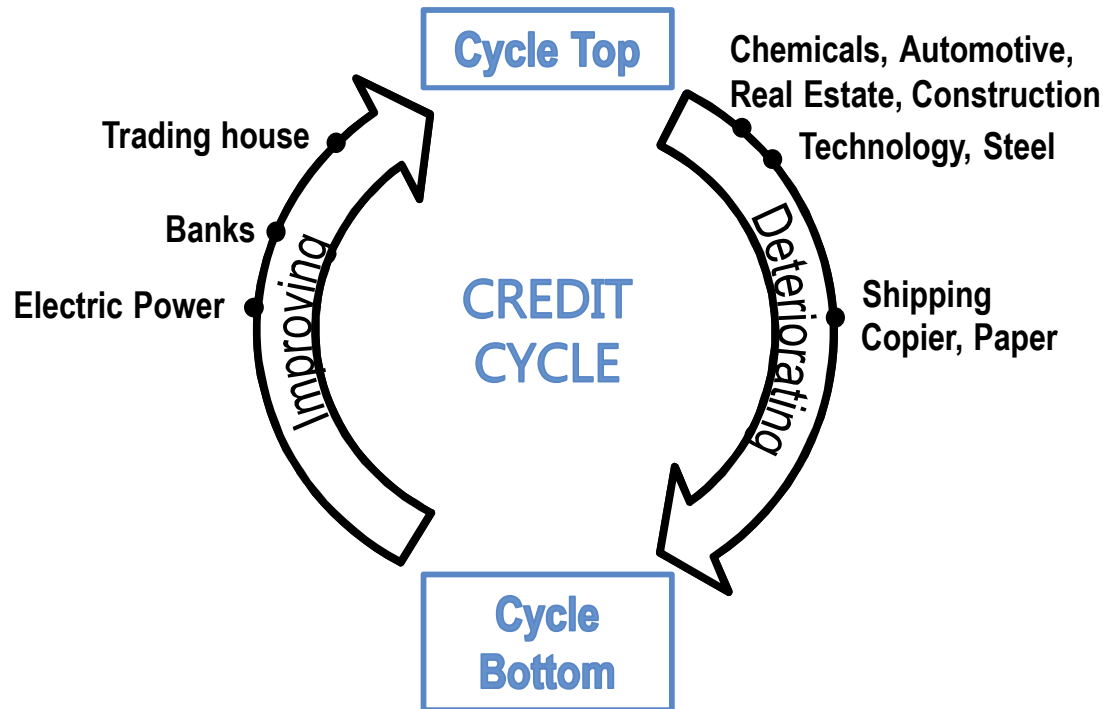 Cycle Top
Chemicals, Automotive,
Real Estate, Construction
Technology, Steel
Trading house
Banks
Electric Power
Improving
CREDIT
CYCLE
Deteriorating
Shipping
Copier, Paper
Cycle
Bottom